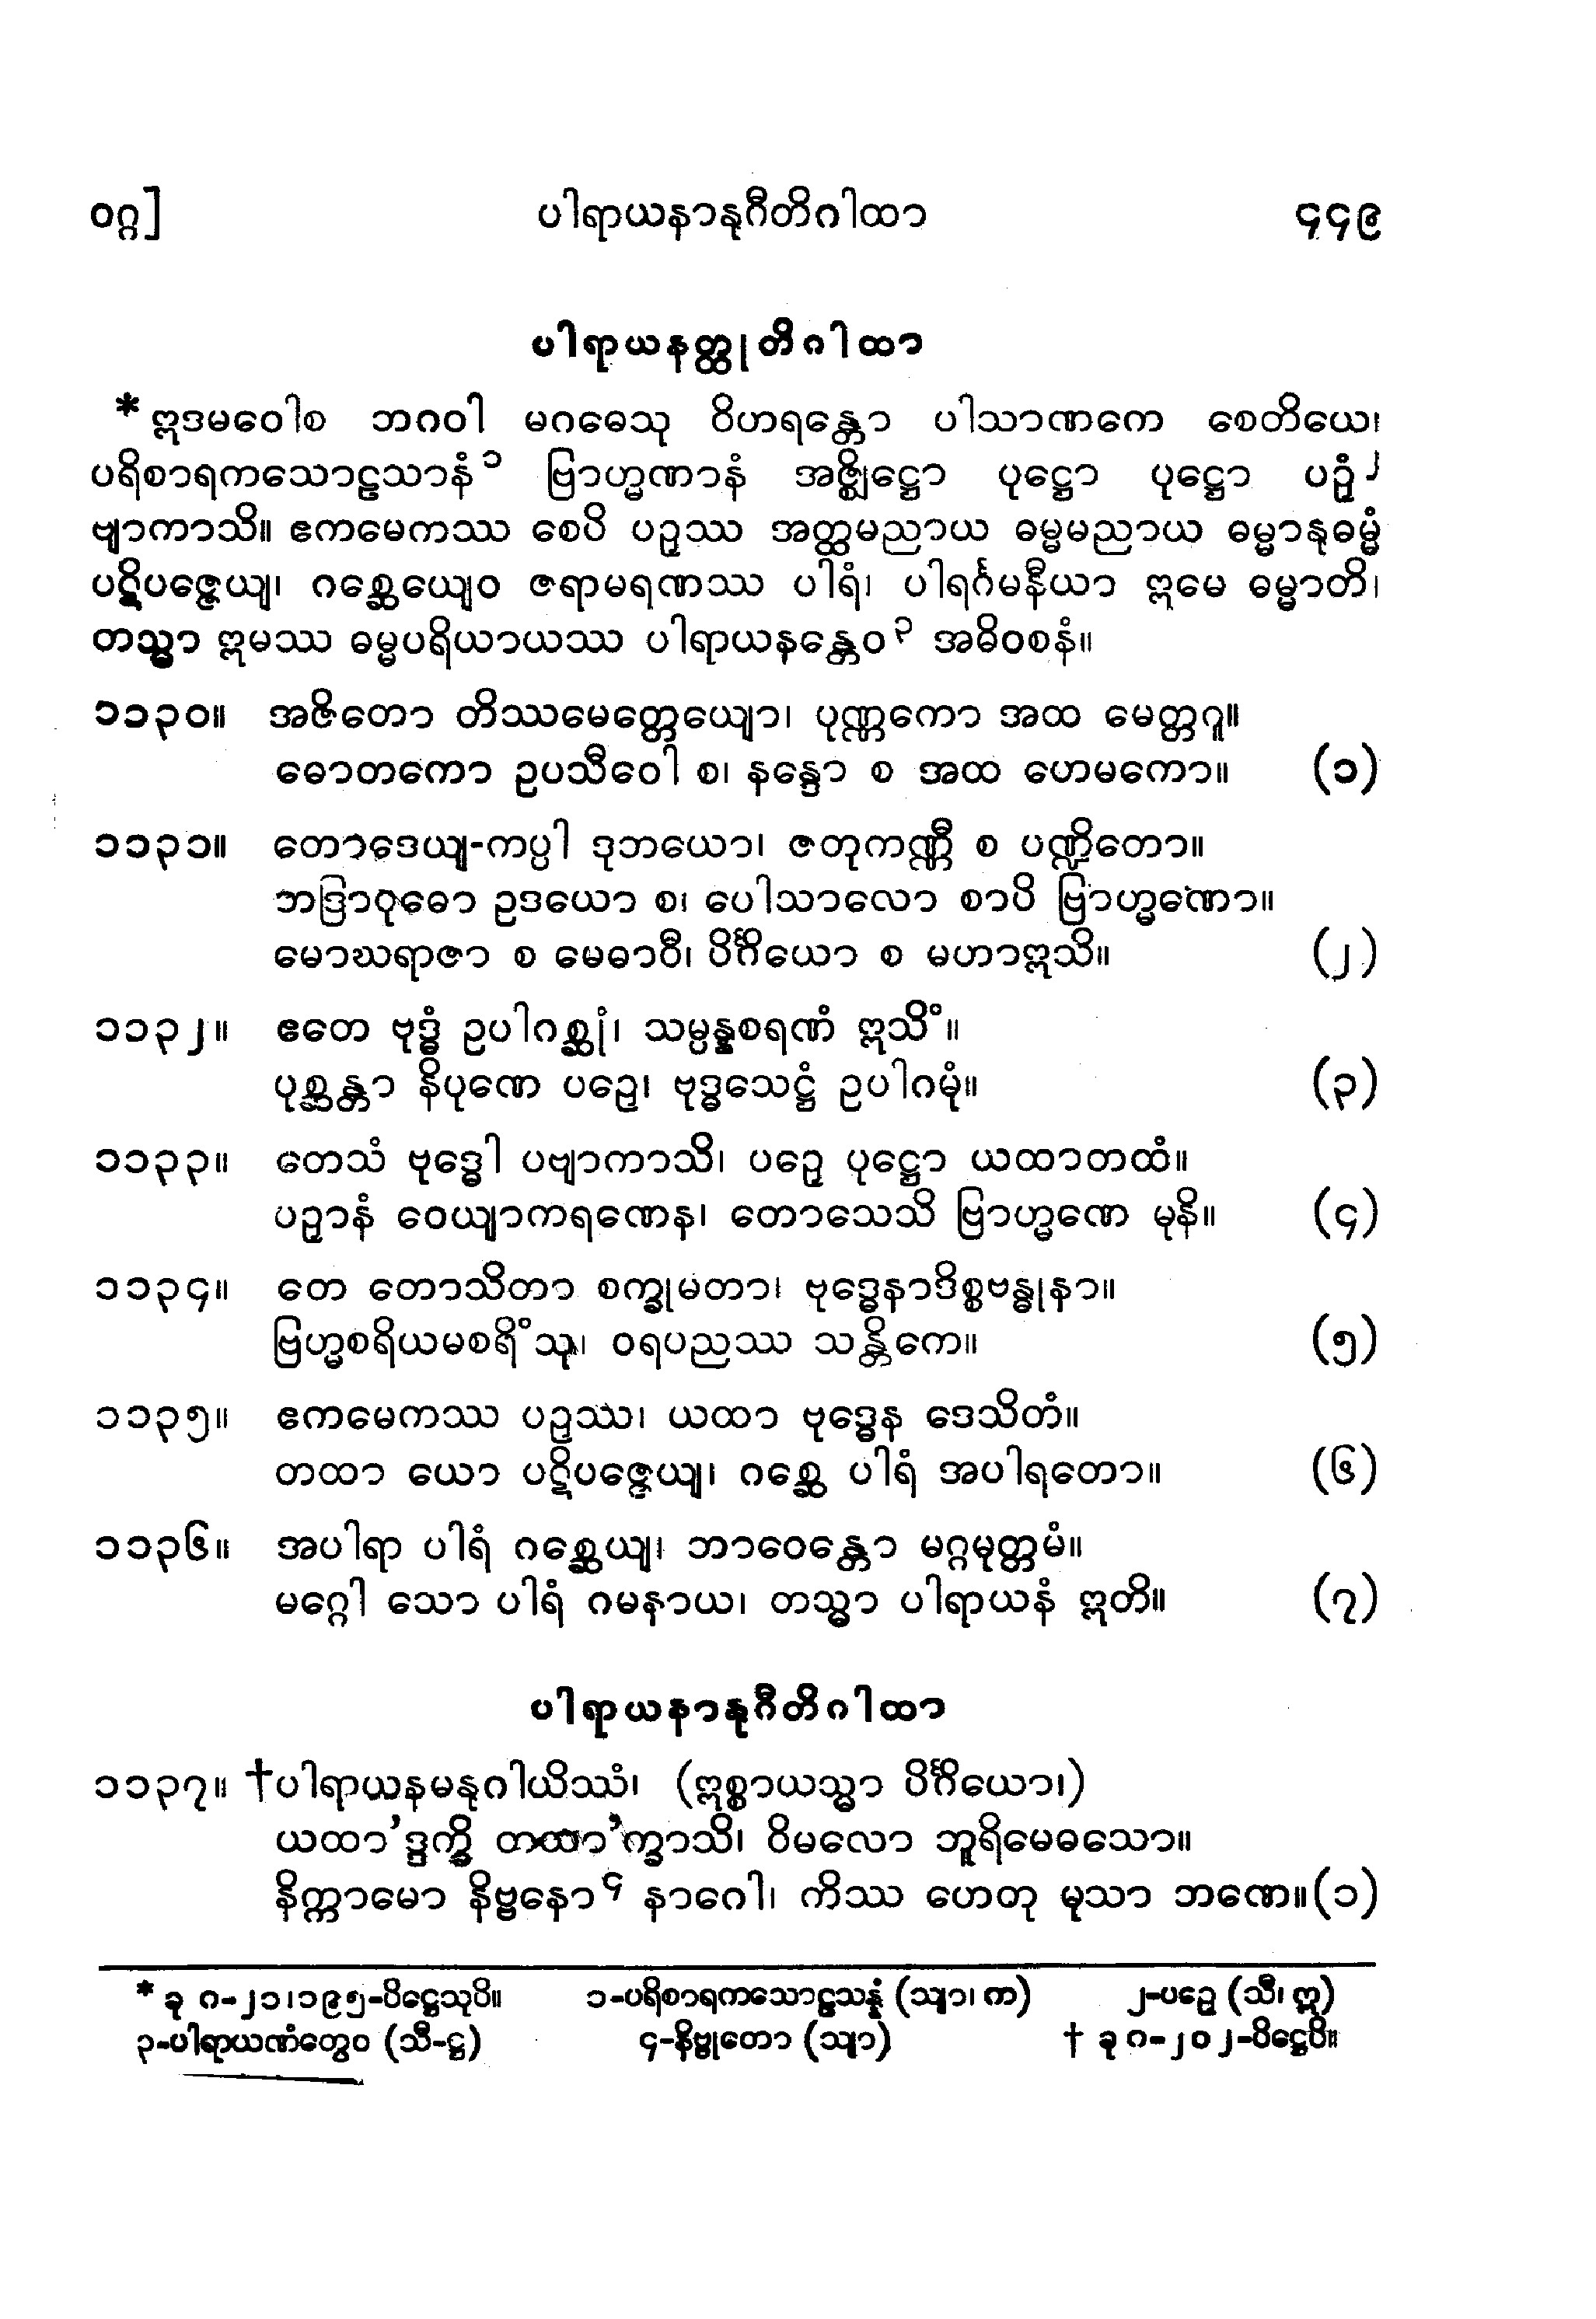 ဝဂ္ဂ] ပါရာယနာနုဂီတိဂါထာ ၄၄၉
ပါရာယနတ္ထုတိဂါထာ
* ဣဒမဝေါစ ဘဂဝါ မဂဓေသု ဝိဟရန္တော ပါသာဏကေ စေတိယေ၊
ပရိစာရကသောဠသာနံ ၁ ဗြာဟ္မဏာနံ အဇ္ဈိဋ္ဌော ပုဋ္ဌော ပုဋ္ဌော ပဉှံ ၂
ဗျာကာသိ။ ဧကမေကဿ စေပိ ပဉှဿ အတ္ထမညာယ ဓမ္မမညာယ ဓမ္မာနုဓမ္မံ
ပဋိပဇ္ဇေယျ၊ ဂစ္ဆေယျေဝ ဇရာမရဏဿ ပါရံ၊ ပါရင်္ဂမနီယာ ဣမေ ဓမ္မာတိ၊
တသ္မာ ဣမဿ ဓမ္မပရိယာယဿ ပါရာယနန္တေဝ ၃ အဓိဝစနံ။
၁၁၃၀။ အဇိတော တိဿမေတ္တေယျော၊ ပုဏ္ဏကော အထ မေတ္တဂူ။
ဓောတကော ဥပသီဝေါ စ၊ နန္ဒော စ အထ ဟေမကော။ (၁)
၁၁၃၁။ တောဒေယျ-ကပ္ပါ ဒုဘယော၊ ဇတုကဏ္ဏီ စ ပဏ္ဍိတော။
ဘဒြာဝုဓော ဥဒယော စ၊ ပေါသာလော စာပိ ဗြာဟ္မဏော။
မောဃရာဇာ စ မေဓာဝီ၊ ပိင်္ဂိယော စ မဟာဣသိ။ (၂)
၁၁၃၂။ ဧတေ ဗုဒ္ဓံ ဥပါဂစ္ဆုံ၊ သမ္ပန္နစရဏံ ဣသိံ။
ပုစ္ဆန္တာ နိပုဏေ ပဉှေ၊ ဗုဒ္ဓသေဋ္ဌံ ဥပါဂမုံ။ (၃)
၁၁၃၃။ တေသံ ဗုဒ္ဓေါ ပဗျာကာသိ၊ ပဉှေ ပုဋ္ဌော ယထာတထံ။
ပဉှာနံ ဝေယျာကရဏေန၊ တောသေသိ ဗြာဟ္မဏေ မုနိ။ (၄)
၁၁၃၄။ တေ တောသိတာ စက္ခုမတာ၊ ဗုဒ္ဓေနာဒိစ္စဗန္ဓုနာ။
ဗြဟ္မစရိယမစရိံသု၊ ဝရပညဿ သန္တိကေ။ (၅)
၁၁၃၅။ ဧကမေကဿ ပဉှဿ၊ ယထာ ဗုဒ္ဓေန ဒေသိတံ။
တထာ ယော ပဋိပဇ္ဇေယျ၊ ဂစ္ဆေ ပါရံ အပါရတော။ (၆)
၁၁၃၆။ အပါရာ ပါရံ ဂစ္ဆေယျ၊ ဘာဝေန္တော မဂ္ဂမုတ္တမံ။
မဂ္ဂေါ သော ပါရံ ဂမနာယ၊ တသ္မာ ပါရာယနံ ဣတိ။ (၇)
ပါရာယနာနုဂီတိဂါထာ
၁၁၃၇။ †ပါရာယနမနုဂါယိဿံ၊ (ဣစ္စာယသ္မာ ပိင်္ဂိယော၊)
ယထာ’ဒ္ဒက္ခိ တထာ’က္ခာသိ၊ ဝိမလော ဘူရိမေဓသော။
နိက္ကာမော နိဗ္ဗနော ၄ နာဂေါ၊ ကိဿ ဟေတု မုသာ ဘဏေ။ (၁)
* ခု ဂ-၂၁၊၁၉၅-ပိဋ္ဌေသုပိ။ ၁-ပရိစာရကသောဠသန္နံ (သျာ၊ က) ၂-ပဉှေ (သီ၊ ဣ)
၃-ပါရာယဏံတွေဝ (သီ-ဋ္ဌ) ၄-နိဗ္ဗုတော (သျာ) † ခု ဂ-၂၀၂-ပိဋ္ဌေပိ။